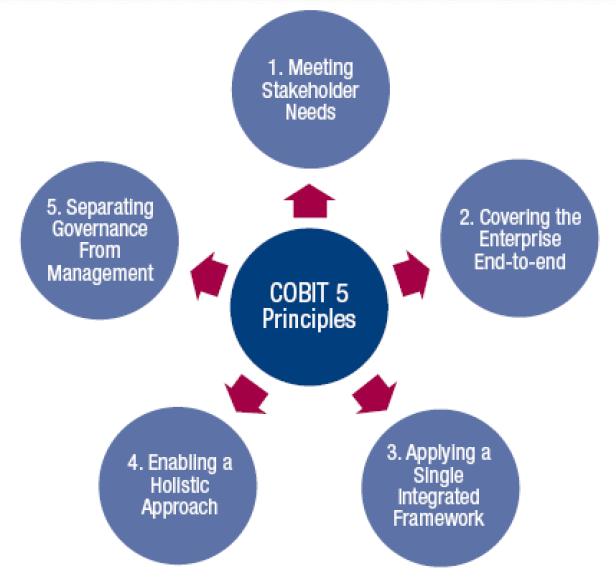 1. Meeting
Stakeholder
Needs
2. Covering the
Enterprise
End-to-end
3. Applying a
Single
Integrated
Framework
4. Enabling a
Holistic
Approach
5. Separating
Governance
From
Management
COBIT 5
Principles